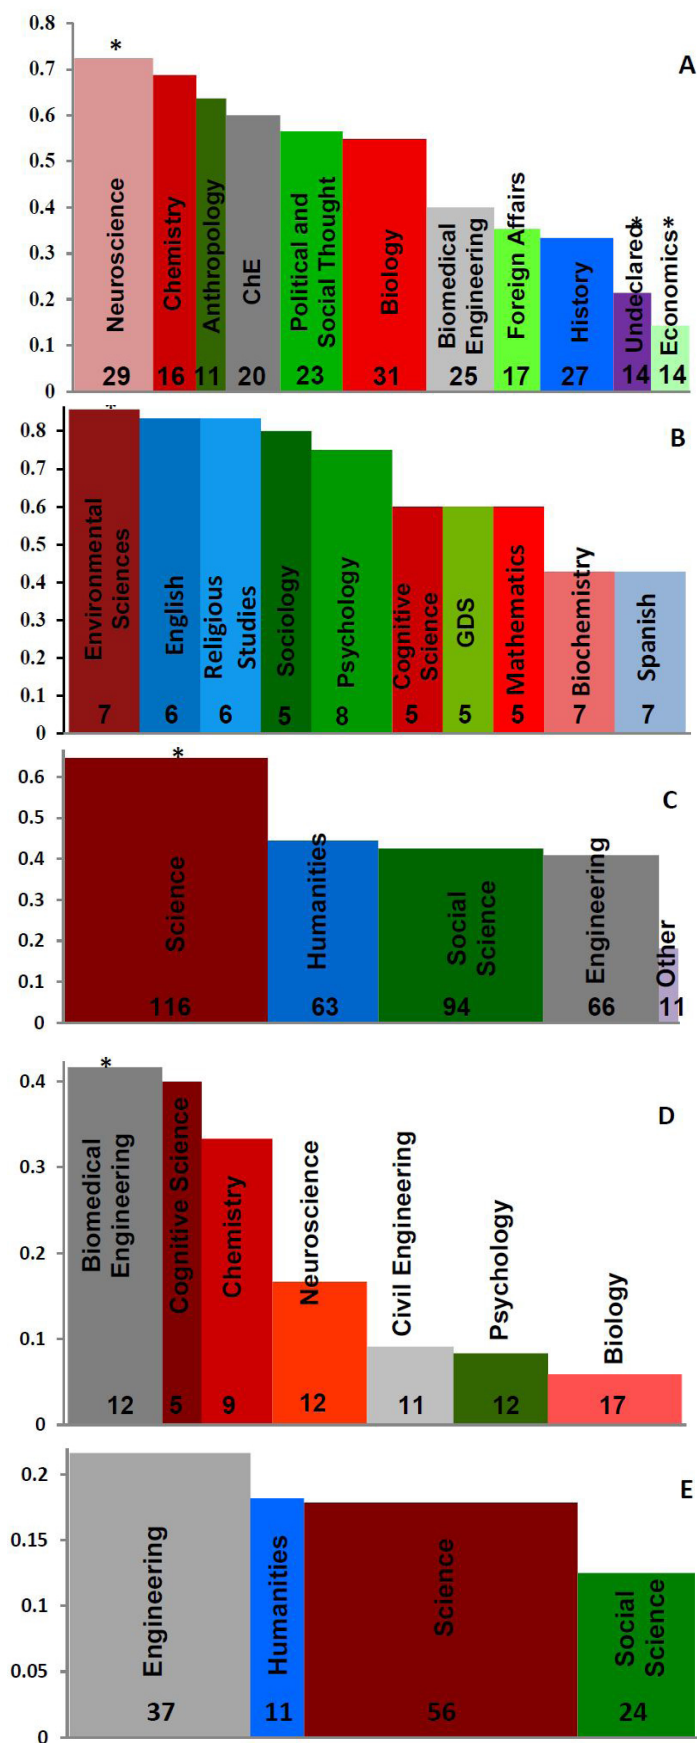 0.8
0.7
0.6
0.5
0.4
0.3
0.2
0.1
0
A
*
Neuroscience
29
Chemistry
16
Anthropology
11
ChE
20
Political and
Social Thought
23
Biology
31
Biomedical
Engineering
25
Foreign Affairs
17
History
27
Undeclared*
14
Economics*
14
0.8
0.7
0.6
0.5
0.4
0.3
0.2
0.1
0
B
*
Environmental
Sciences
7
English
6
Religious
Studies
6
Sociology
5
Psychology
8
Cognitive
Science
5
GDS
5
Mathematics
5
Biochemistry
7
Spanish
7
0.6
0.5
0.4
0.3
0.2
0.1
0
C
*
Science
116
Humanities
63
Social
Science
94
Engineering
66
Other
11
0.4
0.3
0.2
0.1
0
D
*
Biomedical
Engineering
12
Cognitive Science
5
Chemistry
9
Neuroscience
12
Civil Engineering
11
Psychology
12
Biology
17
0.2
0.15
0.1
0.05
0
E
Engineering
37
Humanities
11
Science
56
Social
Science
24